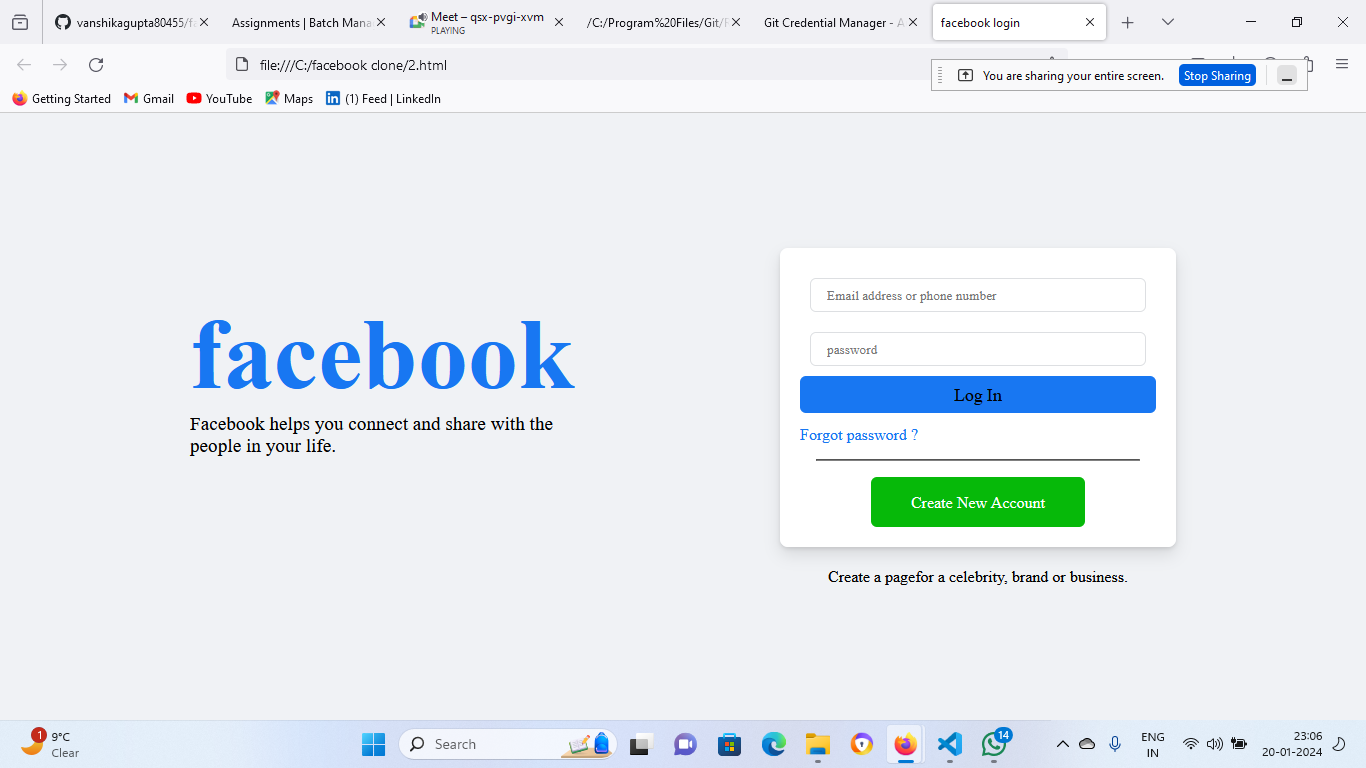 vanshikagupta80455/fa
Assignments | Batch Mana
Meet – qsx-pvgi-xvm
PLAYING
/C:/Program%20Files/Git/
Git Credential Manager - A
facebook login
file:///C:/facebook clone/2.html
You are sharing your entire screen.
Stop Sharing
Getting Started
Gmail
YouTube
Maps
(1) Feed | LinkedIn
facebook
Facebook helps you connect and share with the
people in your life.
Email address or phone number
password
Log In
Forgot password ?
Create New Account
Create a pagefor a celebrity, brand or business.
1
9°C
Clear
Search
14
ENG
IN
23:06
20-01-2024